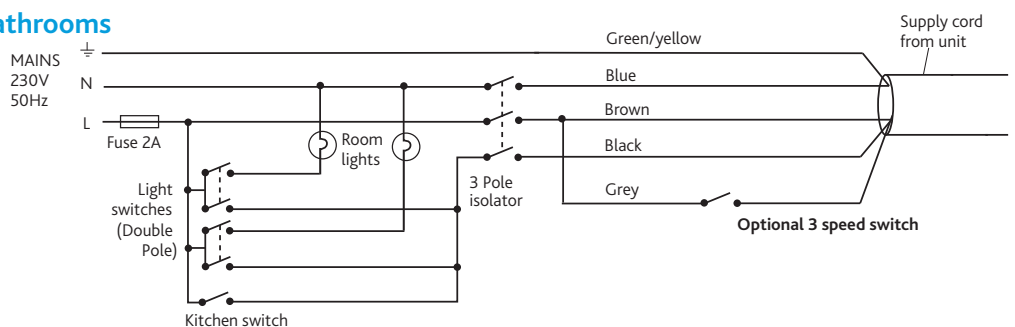 athrooms
Supply cord
from unit
MAINS
230V
50Hz
N
L
Fuse 2A
Green/yellow
Blue
Brown
Black
Grey
Room
lights
3 Pole
isolator
Light
switches
(Double
Pole)
Optional 3 speed switch
Kitchen switch